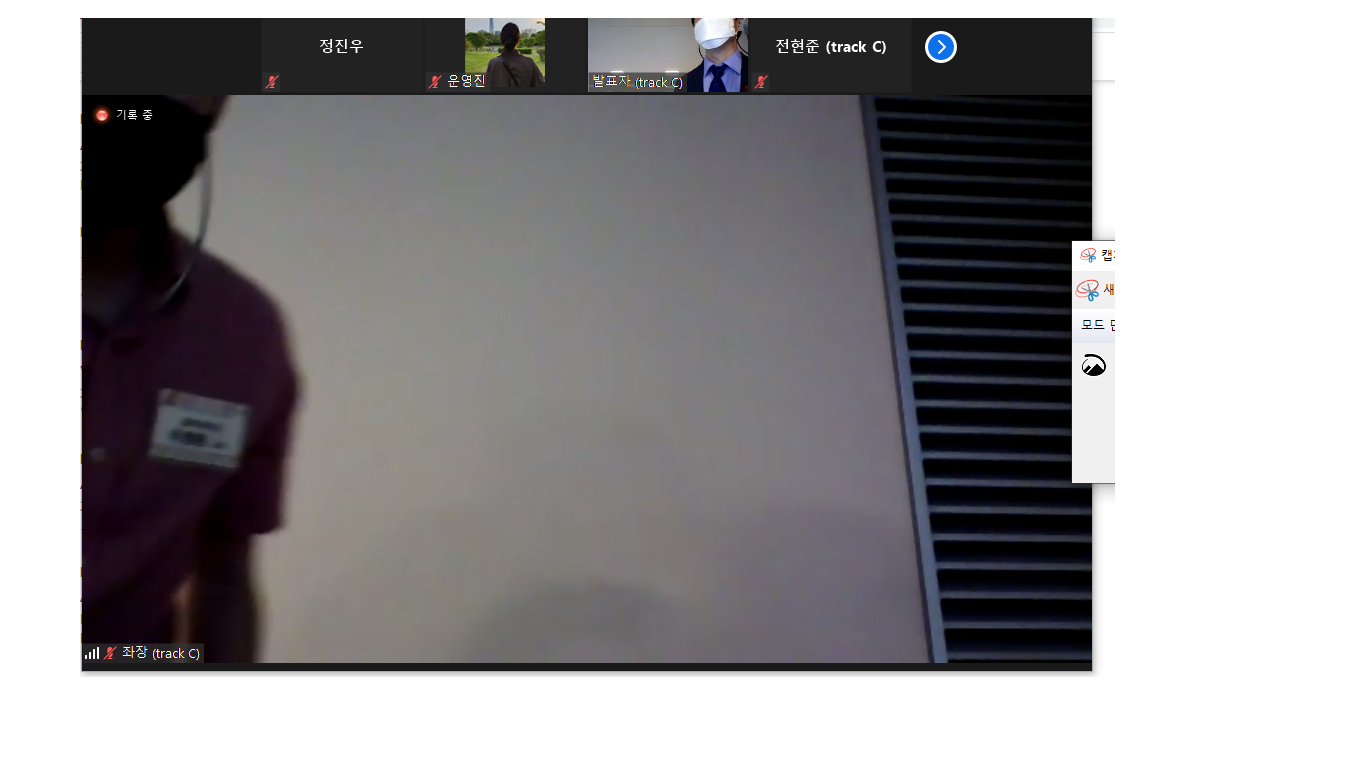 정진우
운영진
발표자 (track C)
전현준 (track C)
기록 중
좌장 (track C)
캡
새
모드